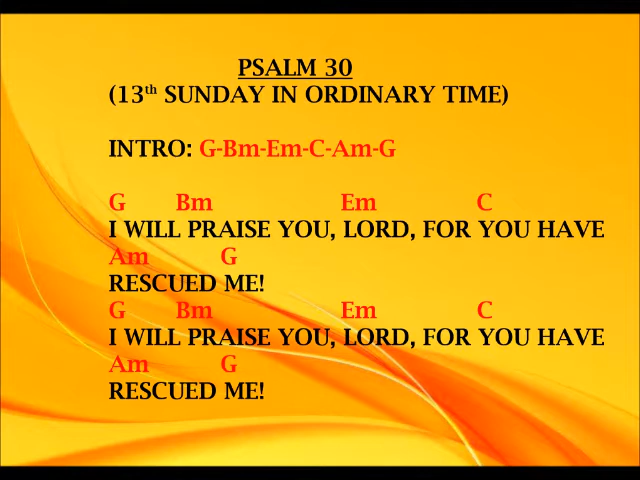 PSALM 30
(13th SUNDAY IN ORDINARY TIME)
INTRO: G-Bm-Em-C-Am-G
G Bm Em C
I WILL PRAISE YOU, LORD, FOR YOU HAVE
Am G
RESCUED ME!
G Bm Em C
I WILL PRAISE YOU, LORD, FOR YOU HAVE
Am G
RESCUED ME!